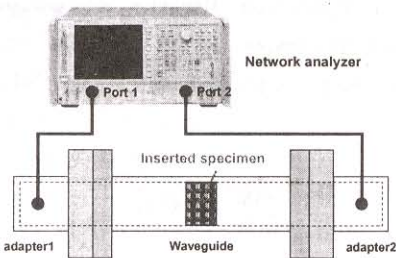 Network analyzer
Port 1
Port 2
Inserted specimen
adapter1
Waveguide
adapter2